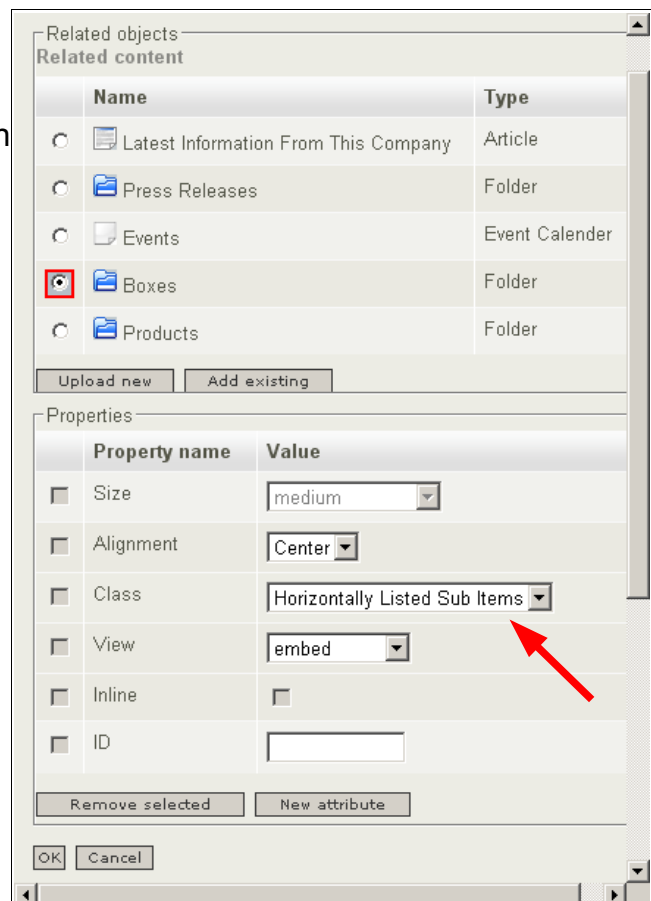 Related objects
Related content
Name Type
n
Latest Information From This Company Article
Press Releases Folder
Events Event Calender
Boxes Folder
Products Folder
Upload new Add existing
Properties
Property name Value
Size medium
Alignment Center
Class Horizontally Listed Sub Items
View embed
Inline
ID
Remove selected New attribute
OK Cancel